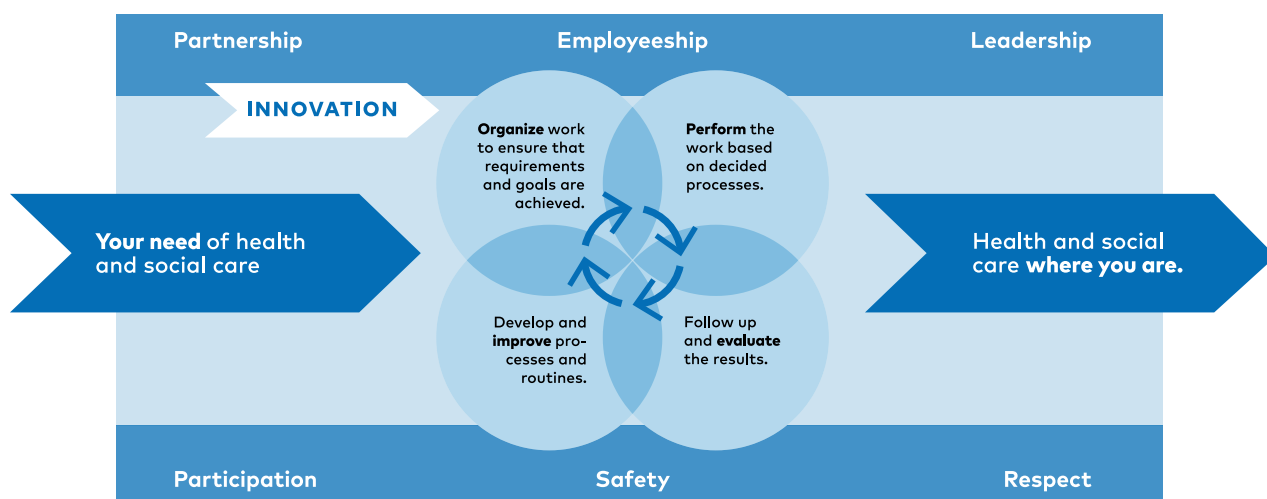 Partnership
Employeeship
Leadership
INNOVATION
Organize work
to ensure that
requirements
and goals are
achieved.
Perform the
work based
on decided
processes.
Your need of health
and social care
Health and social
care where you are.
Develop and
improve pro-
cesses and
routines.
Follow up
and evaluate
the results.
Participation
Safety
Respect